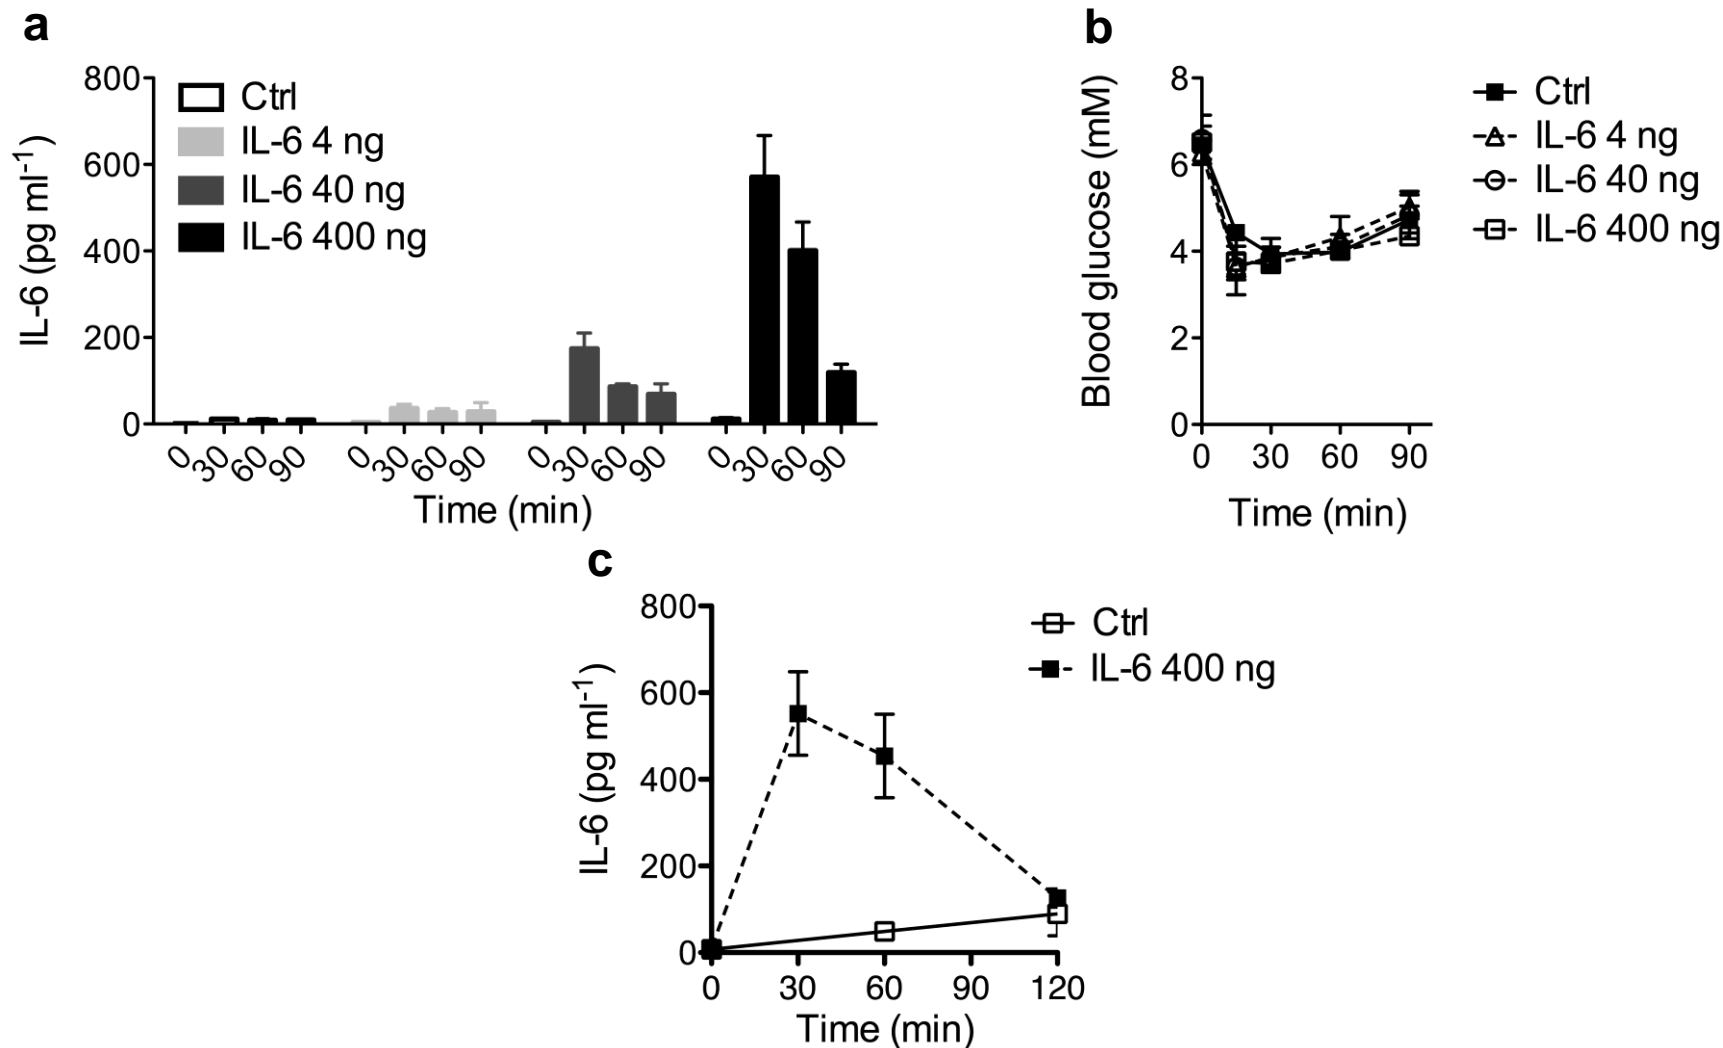 a
800
600
400
200
0
IL-6 (pg ml-1)
Ctrl
IL-6 4 ng
IL-6 40 ng
IL-6 400 ng
0 30 60 90 0 30 60 90 0 30 60 90 0 30 60 90
Time (min)
b
8
6
4
2
0
Blood glucose (mM)
0 30 60 90
Time (min)
Ctrl
IL-6 4 ng
IL-6 40 ng
IL-6 400 ng
c
800
600
400
200
0
IL-6 (pg ml-1)
0 30 60 90 120
Time (min)
Ctrl
IL-6 400 ng